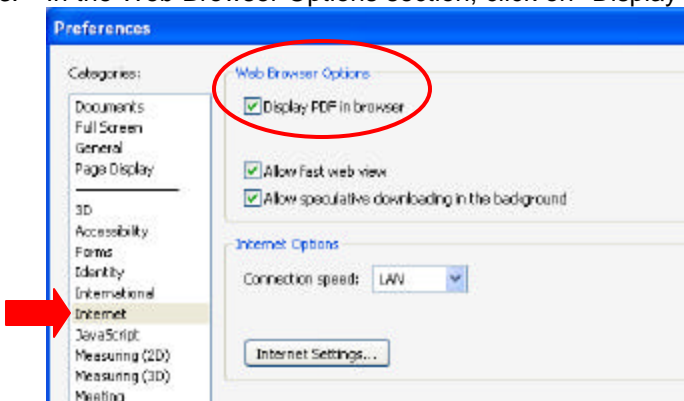 In the Web Browser Options section, click on "Display
Preferences
Categories:
Documents
Full Screen
General
Page Display
3D
Accessibility
Forms
Identity
International
Internet
JavaScript
Measuring (2D)
Measuring (3D)
Meeting
Web Browser Options
Display PDF in browser
Allow fast web view
Allow speculative downloading in the background
Internet Options
Connection speed: LAN
Internet Settings...